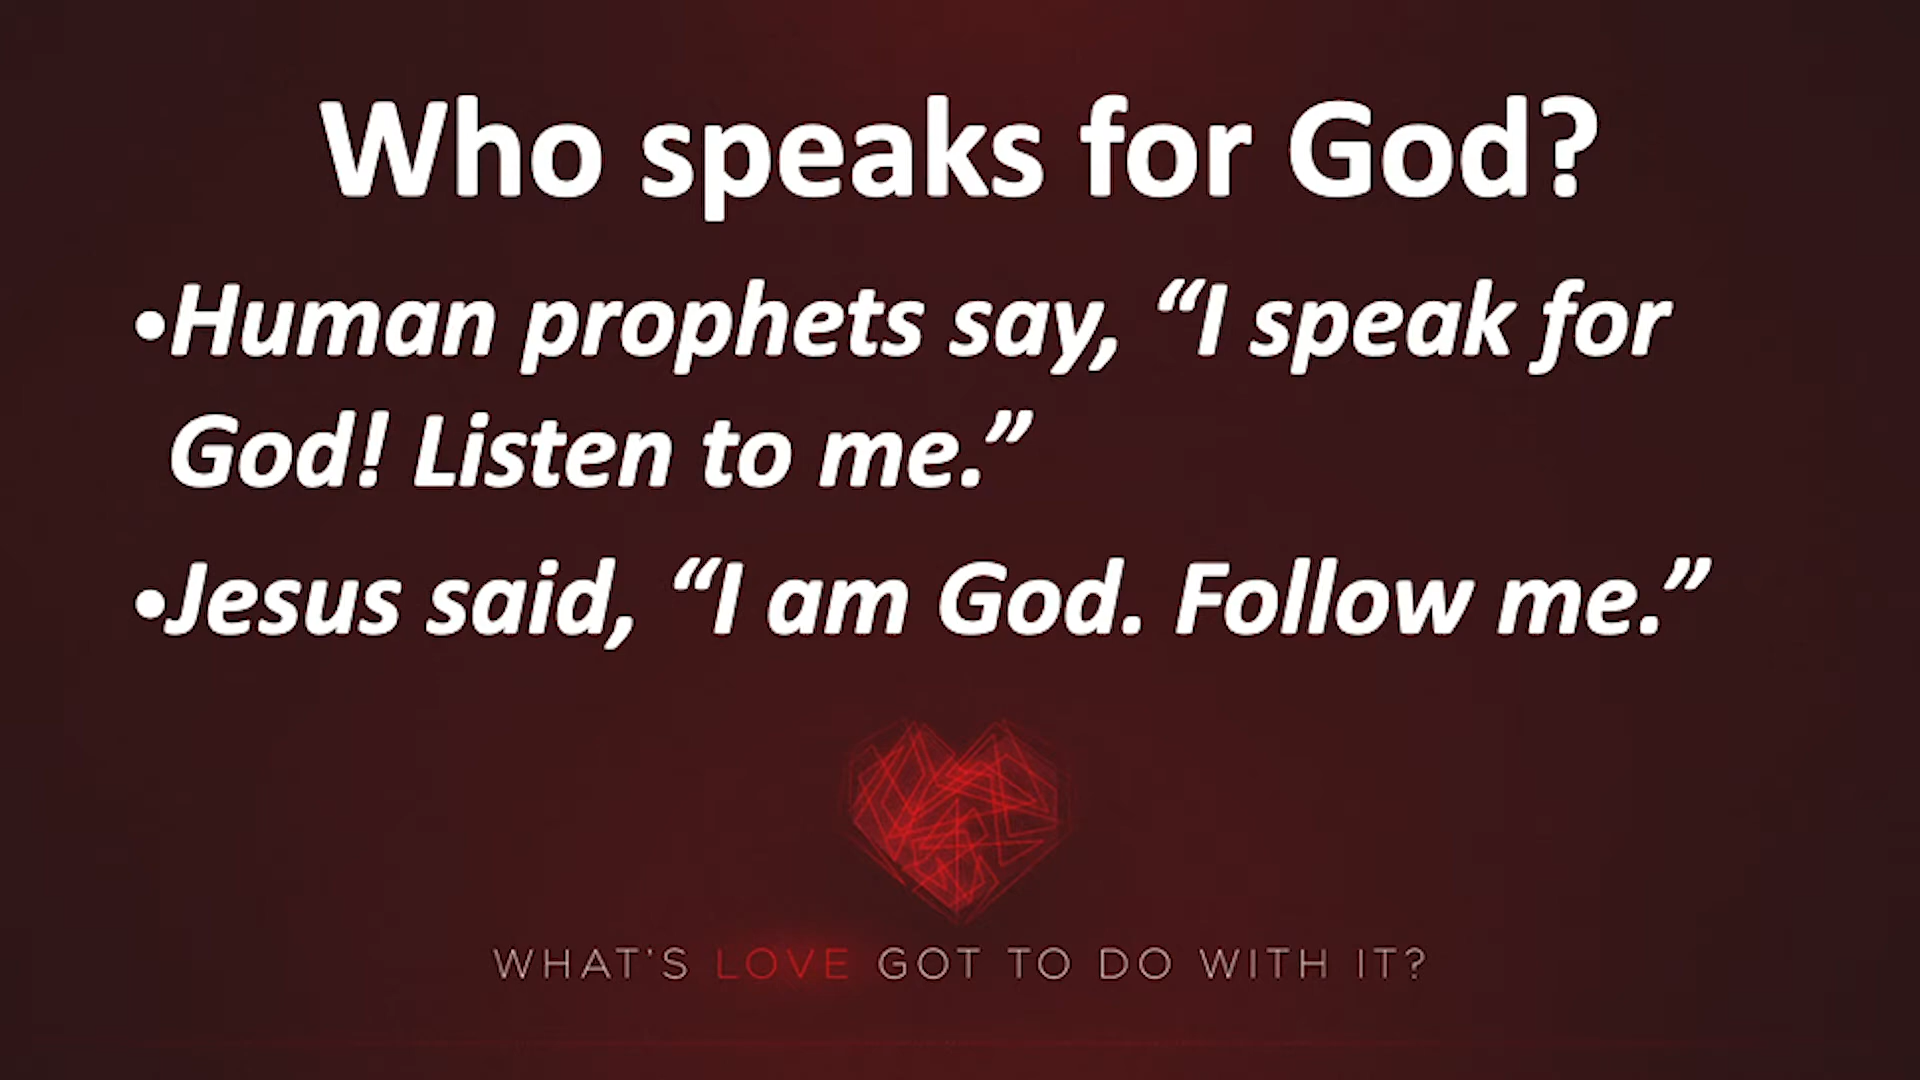 Who speaks for God?
•Human prophets say, “I speak for
God! Listen to me.”
•Jesus said, “I am God. Follow me.”
WHAT'S LOVE GOT TO DO WITH IT?